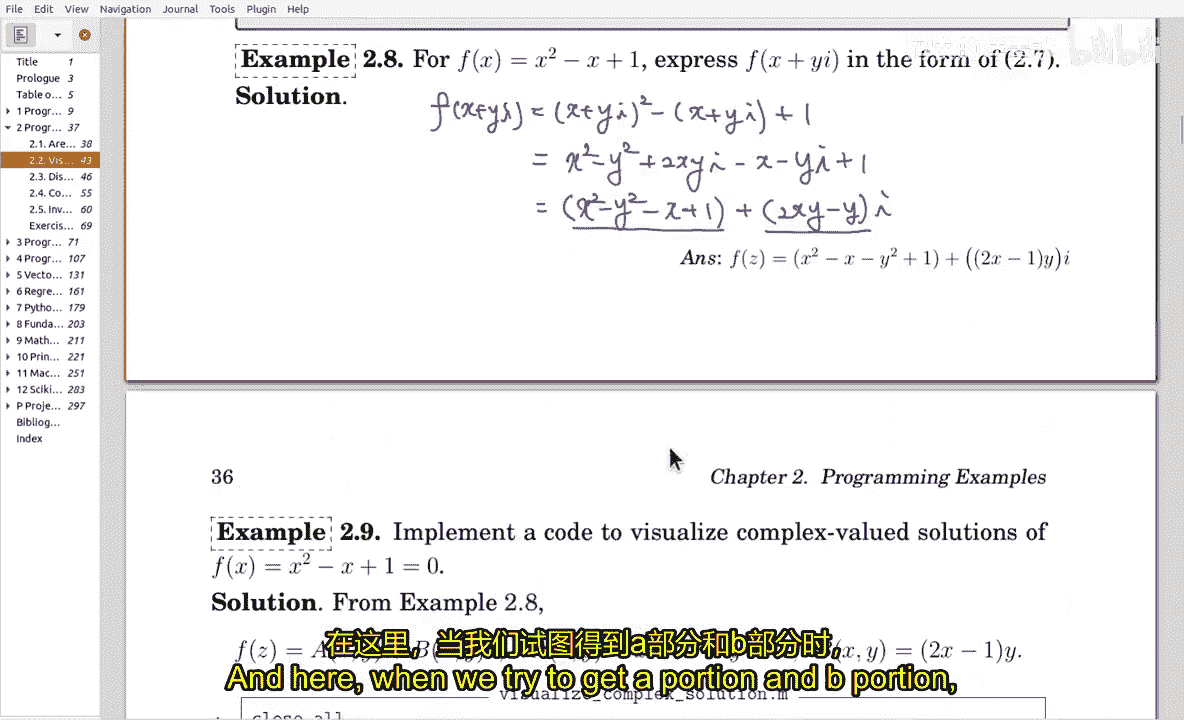 File Edit View Navigation Journal Tools Plugin Help
Title 1
Prologue 3
Table o... 5
1 Progr... 9
2 Progr... 37
2.1. Are... 38
2.2. Vis... 43
2.3. Dis... 46
2.4. Co... 55
2.5. Inv... 60
Exercis... 69
3 Progr... 71
4 Progr... 107
5 Vecto... 131
6 Regre... 161
7 Pytho... 179
8 Funda... 203
9 Math... 211
10 Prin... 221
11 Mac... 251
12 Sciki... 283
P Proje... 297
Bibliog...
Index
bilibili
Example 2.8. For f(x) = x² − x + 1, express f(x + yi) in the form of (2.7).
Solution.
f(x+yi) = (x+yi)² − (x+yi) + 1
= x² − y² + 2xyi − x − yi + 1
= (x² − y² − x + 1) + (2xy − y) i
Ans: f(z) = (x² − x − y² + 1) + ((2x − 1)y)i
36 Chapter 2. Programming Examples
Example 2.9. Implement a code to visualize complex-valued solutions of
f(x) = x² − x + 1 = 0.
Solution. From Example 2.8,
f(z) = A B(x, y) = (2x − 1)y.
在这里，当我们试图得到a部分和b部分时，
And here, when we try to get a portion and b portion,
visualize_complex_solution.m
close all